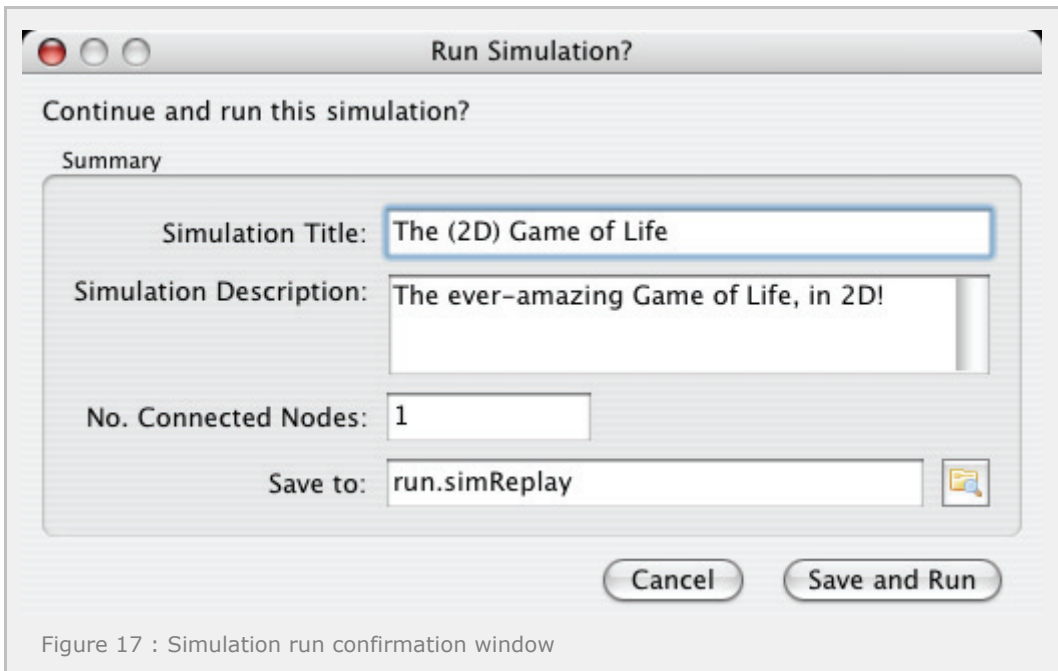 Run Simulation?
Continue and run this simulation?
Summary
Simulation Title: The (2D) Game of Life
Simulation Description: The ever-amazing Game of Life, in 2D!
No. Connected Nodes: 1
Save to: run.simReplay
Cancel Save and Run
Figure 17 : Simulation run confirmation window